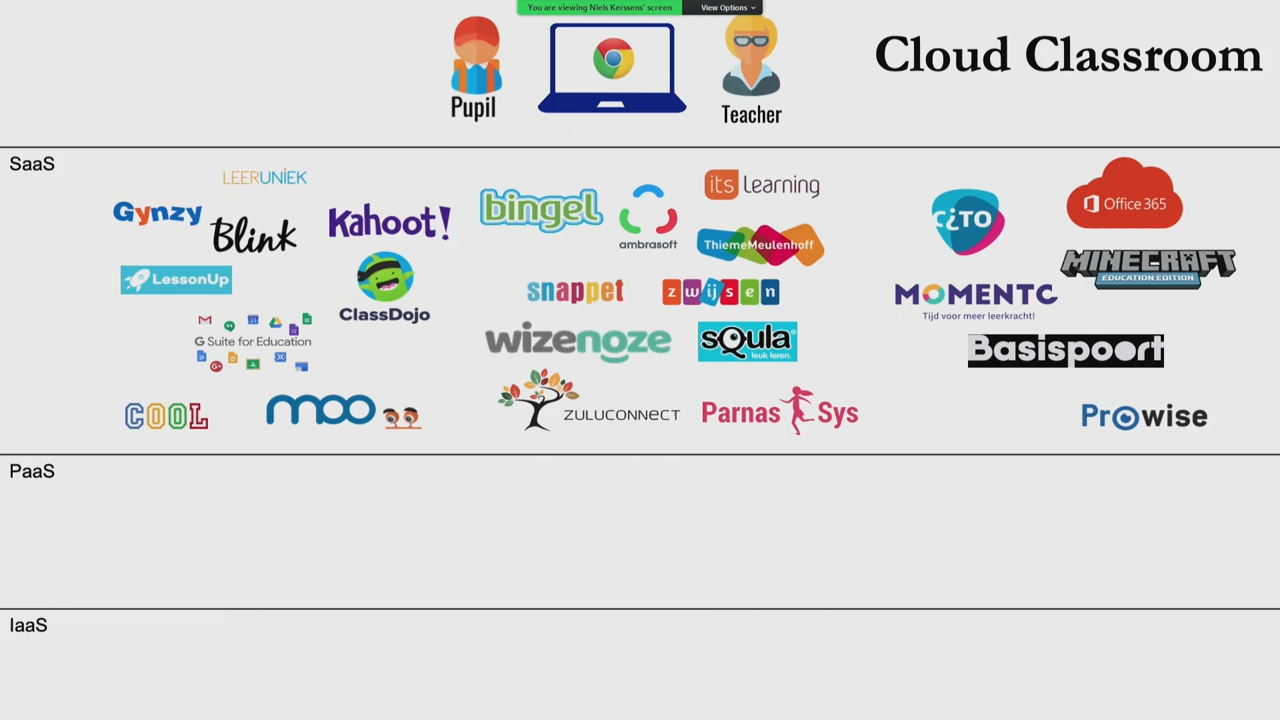 You are viewing Niels Kerssens' screen
View Options
Cloud Classroom
Pupil
Teacher
SaaS
LEERUNIEK
Gynzy
Blink
Kahoot!
LessonUp
ClassDojo
G Suite for Education
COOL
moo
bingel
ambrasoft
its Learning
ThiemeMeulenhoff
snappet
zwijsen
wizenoze
sQula
leuk leren.
ZULUCONNECT
Parnas Sys
CiTO
Office 365
MINECRAFT
EDUCATION EDITION
MOMENTO
Tijd voor meer leerkracht!
Basispoort
Prowise
PaaS
IaaS